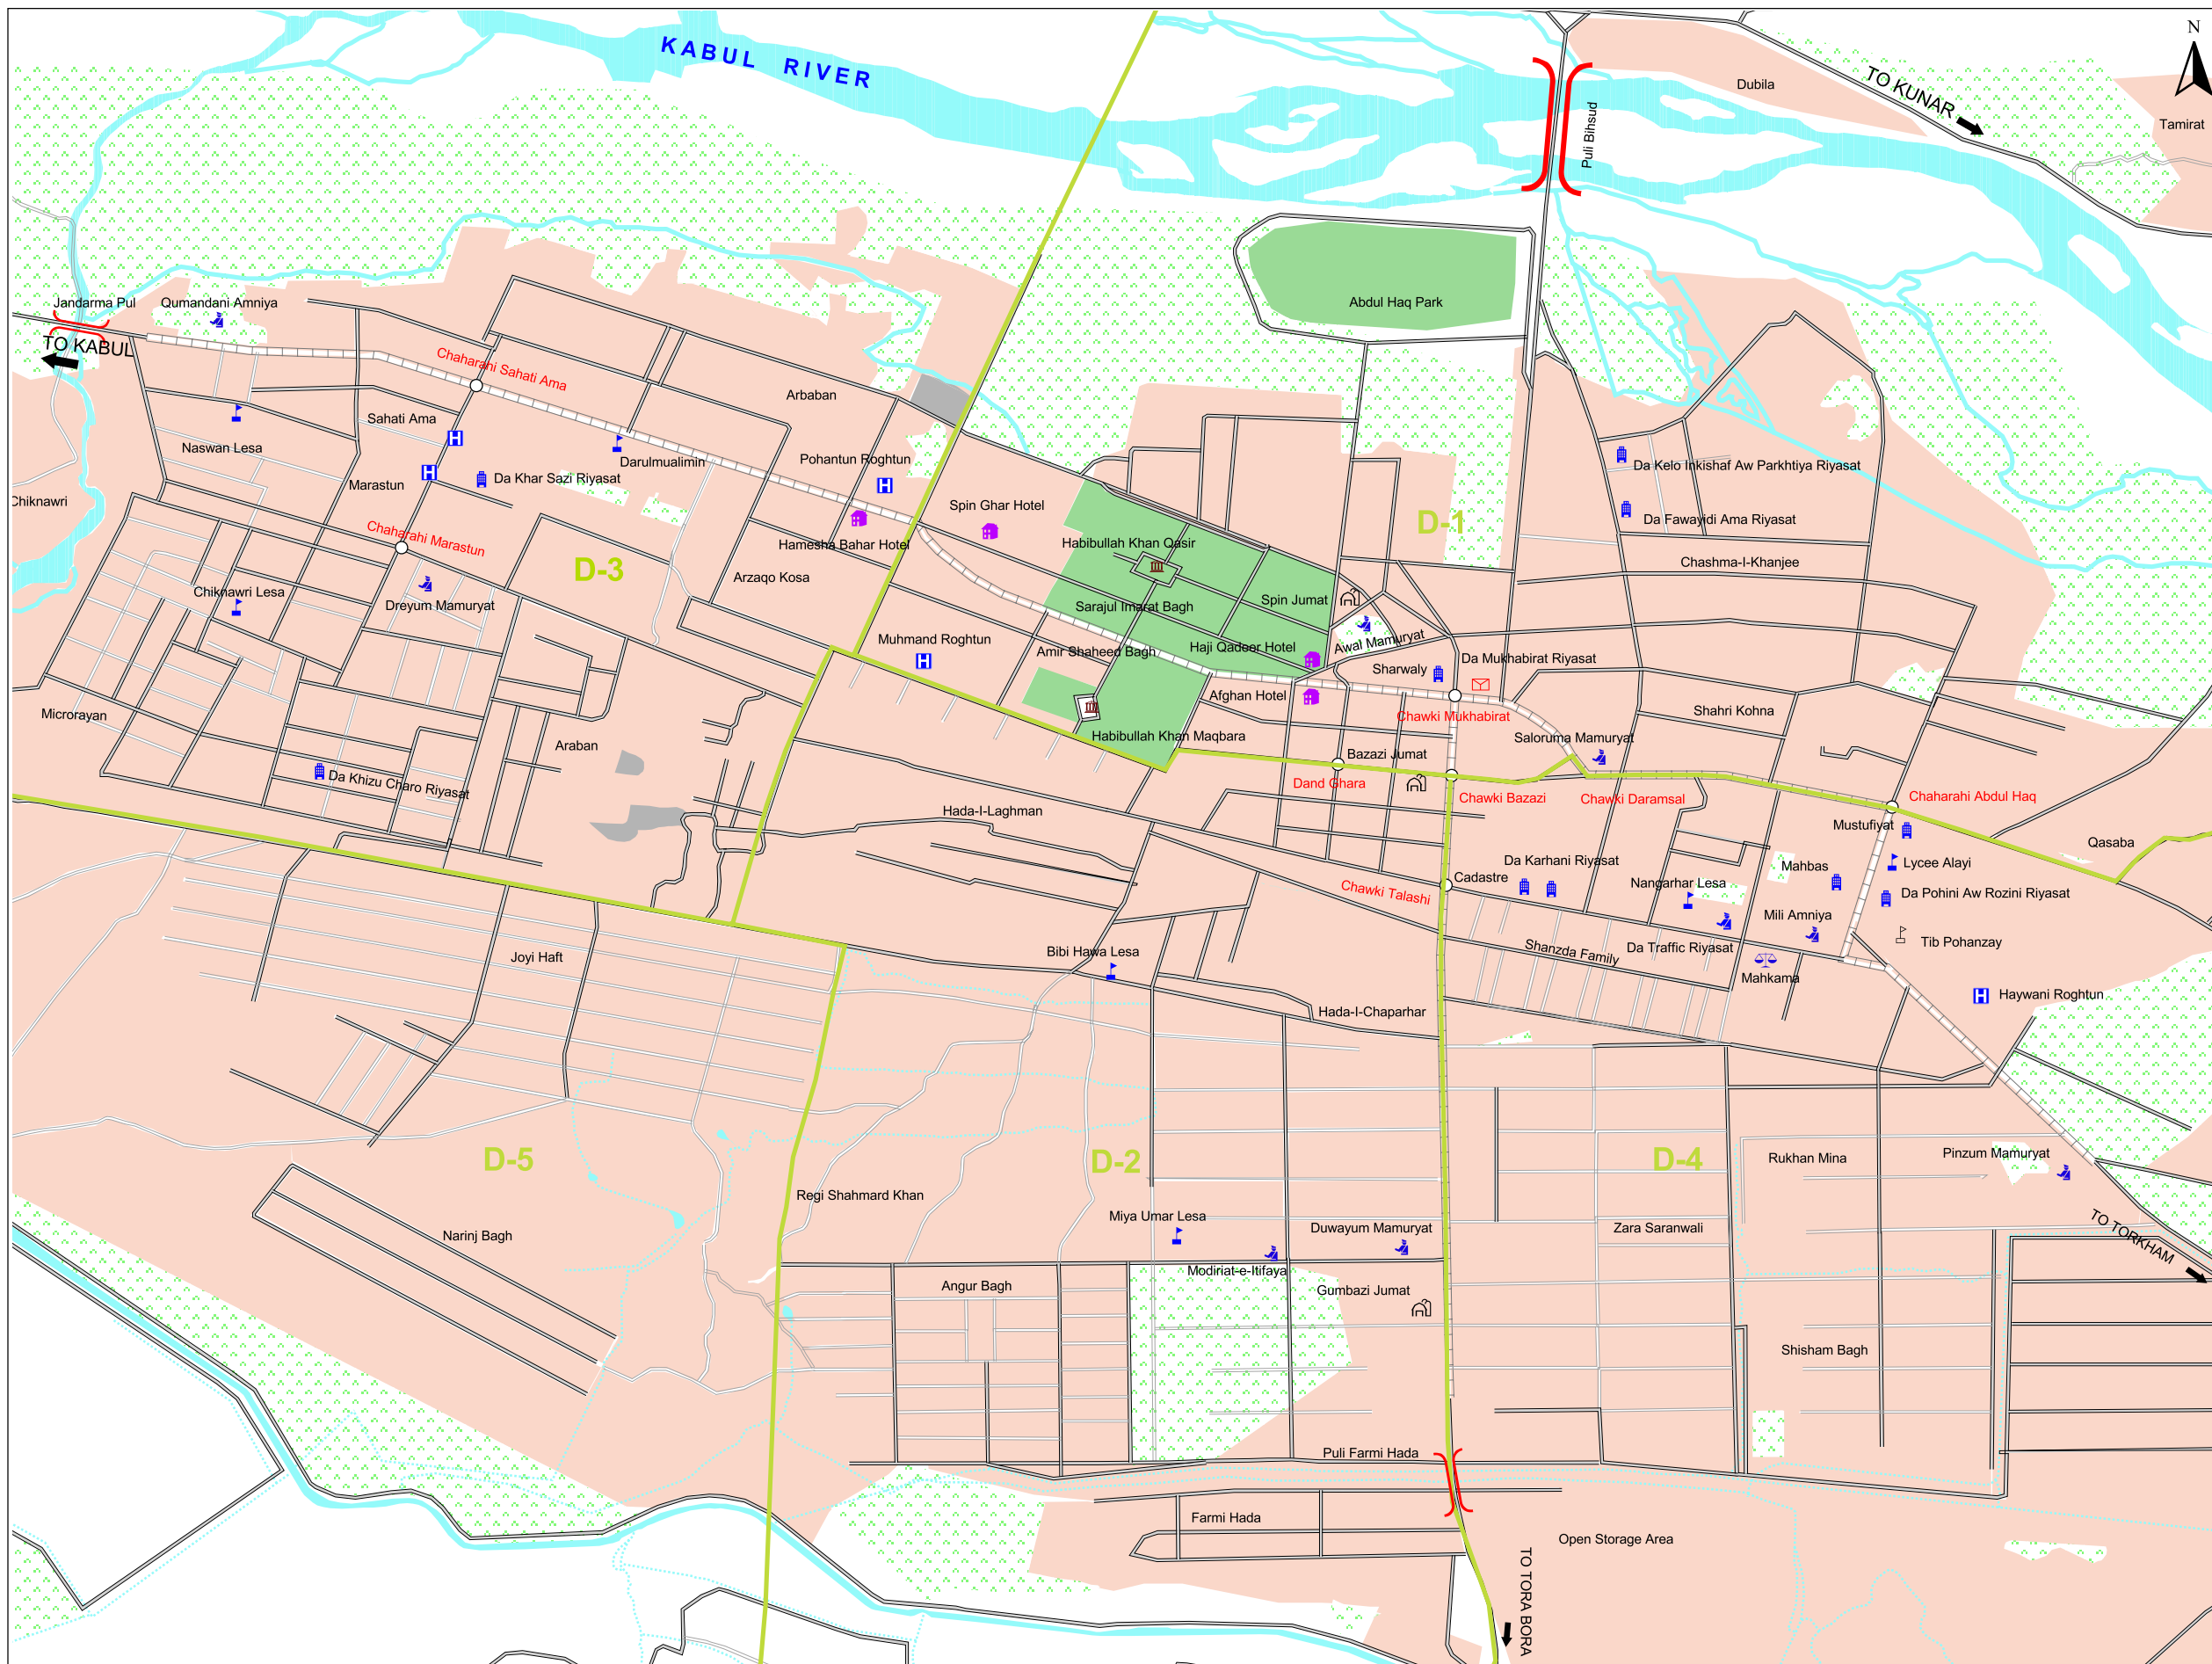 N
KABUL RIVER
Dubila
TO KUNAR
Tamirat
Puli Bihsud
Abdul Haq Park
Jandarma Pul
Qumandani Amniya
TO KABUL
Chaharahi Sahati Ama
Arbaban
Sahati Ama
Naswan Lesa
Darulmualimin
Pohantun Roghtun
Da Kelo Inkishaf Aw Parkhtiya Riyasat
Marastun
Da Khar Sazi Riyasat
Chiknawri
Spin Ghar Hotel
D-1
Da Fawayidi Ama Riyasat
Chaharahi Marastun
Hamesha Bahar Hotel
Habibullah Khan Qasir
Chashma-I-Khanjee
D-3
Arzaqo Kosa
Chiknawri Lesa
Dreyum Mamuryat
Sarajul Imarat Bagh
Spin Jumat
Muhmand Roghtun
Amir Shaheed Bagh
Haji Qadeer Hotel
Awal Mamuryat
Sharwaly
Da Mukhabirat Riyasat
Afghan Hotel
Microrayan
Chawki Mukhabirat
Shahri Kohna
Habibullah Khan Maqbara
Saloruma Mamuryat
Araban
Bazazi Jumat
Da Khizu Charo Riyasat
Dand Ghara
Chawki Bazazi
Chawki Daramsal
Chaharahi Abdul Haq
Hada-I-Laghman
Mustufiyat
Qasaba
Da Karhani Riyasat
Mahbas
Lycee Alayi
Cadastre
Nangarhar Lesa
Chawki Talashi
Da Pohini Aw Rozini Riyasat
Mili Amniya
Tib Pohanzay
Bibi Hawa Lesa
Shanzda Family
Da Traffic Riyasat
Joyi Haft
Mahkama
Haywani Roghtun
Hada-I-Chaparhar
D-5
D-2
D-4
Rukhan Mina
Pinzum Mamuryat
Regi Shahmard Khan
Miya Umar Lesa
Duwayum Mamuryat
Zara Saranwali
TO TORKHAM
Narinj Bagh
Modiriat-e-Itifaya
Angur Bagh
Gumbazi Jumat
Shisham Bagh
Puli Farmi Hada
Farmi Hada
Open Storage Area
TO TORA BORA